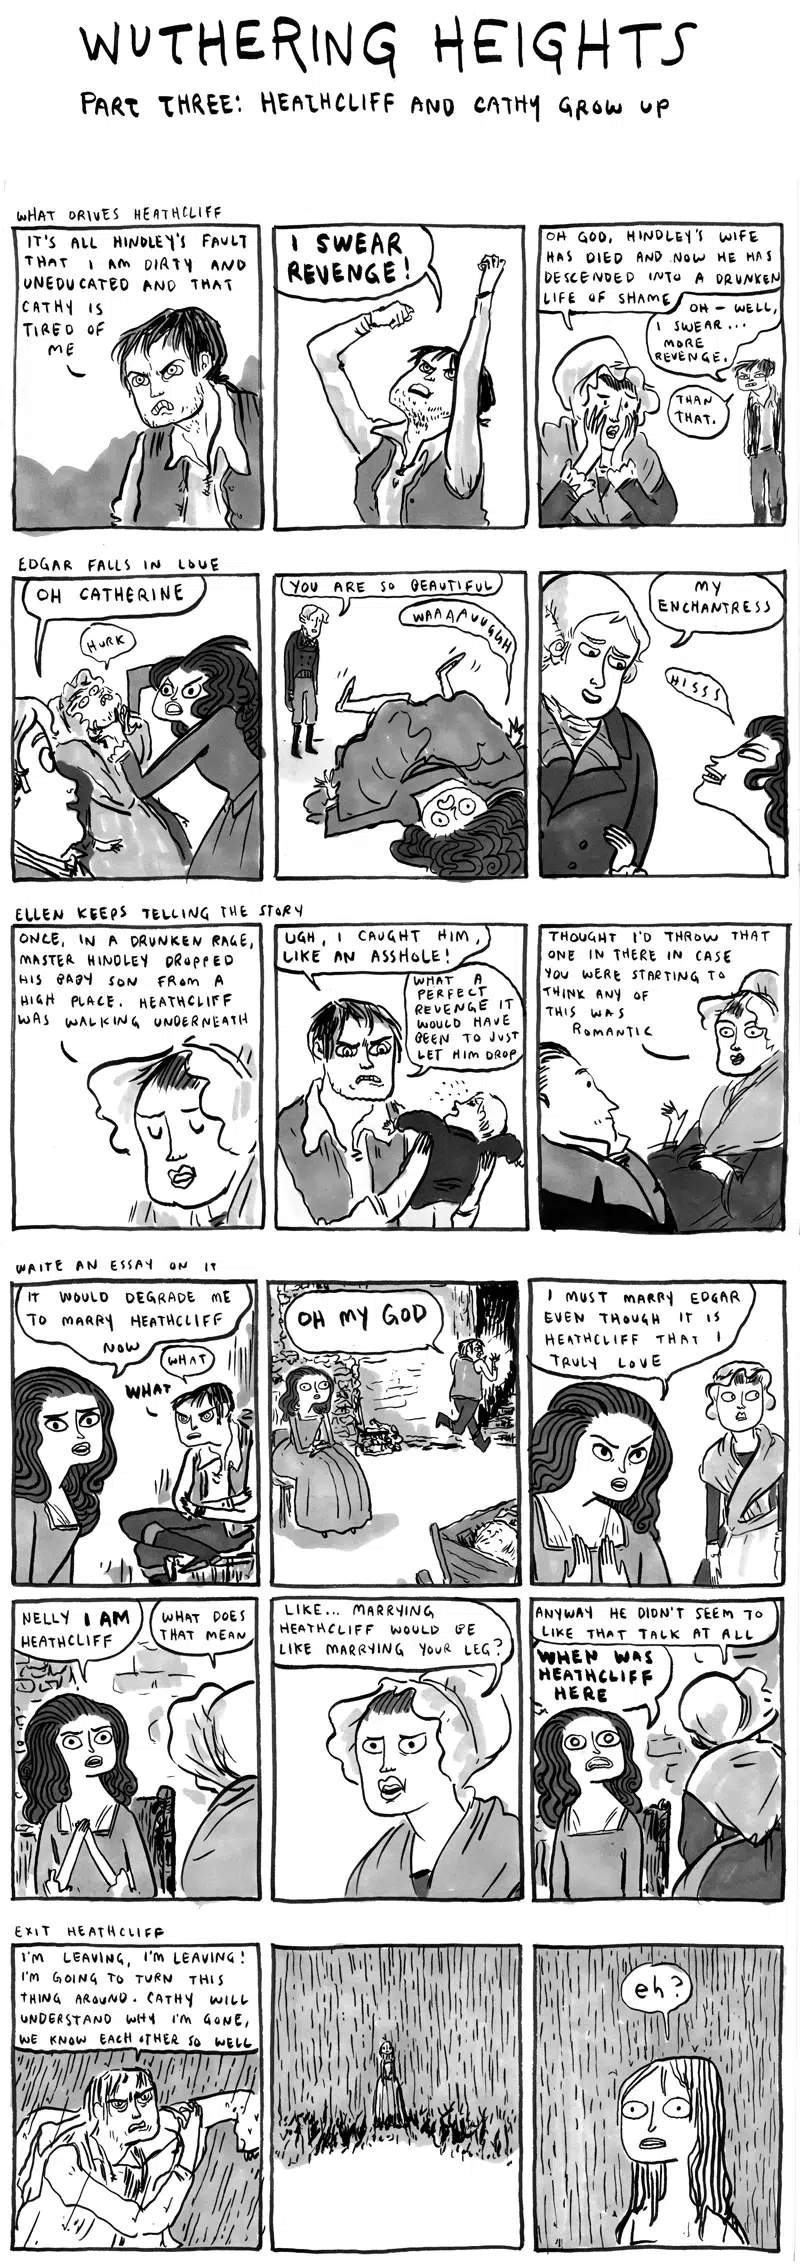 WUTHERING HEIGHTS
PART THREE: HEATHCLIFF AND CATHY GROW UP
WHAT DRIVES HEATHCLIFF
IT'S ALL HINDLEY'S FAULT
THAT I AM DIRTY AND
UNEDUCATED AND THAT
CATHY IS
TIRED OF
ME
I SWEAR
REVENGE!
OH GOD, HINDLEY'S WIFE
HAS DIED AND NOW HE HAS
DESCENDED INTO A DRUNKEN
LIFE OF SHAME
OH - WELL,
I SWEAR...
MORE
REVENGE.
THAN
THAT.
EDGAR FALLS IN LOVE
OH CATHERINE
HURK
YOU ARE SO BEAUTIFUL
WAAAAUUGGH
MY
ENCHANTRESS
HISSS
ELLEN KEEPS TELLING THE STORY
ONCE, IN A DRUNKEN RAGE,
MASTER HINDLEY DROPPED
HIS BABY SON FROM A
HIGH PLACE. HEATHCLIFF
WAS WALKING UNDERNEATH
UGH, I CAUGHT HIM,
LIKE AN ASSHOLE!
WHAT A
PERFECT
REVENGE IT
WOULD HAVE
BEEN TO JUST
LET HIM DROP
THOUGHT I'D THROW THAT
ONE IN THERE IN CASE
YOU WERE STARTING TO
THINK ANY OF
THIS WAS
ROMANTIC
WRITE AN ESSAY ON IT
IT WOULD DEGRADE ME
TO MARRY HEATHCLIFF
NOW
WHAT
WHAT
OH MY GOD
I MUST MARRY EDGAR
EVEN THOUGH IT IS
HEATHCLIFF THAT I
TRULY LOVE
NELLY I AM
HEATHCLIFF
WHAT DOES
THAT MEAN
LIKE... MARRYING
HEATHCLIFF WOULD BE
LIKE MARRYING YOUR LEG?
ANYWAY HE DIDN'T SEEM TO
LIKE THAT TALK AT ALL
WHEN WAS
HEATHCLIFF
HERE
EXIT HEATHCLIFF
I'M LEAVING, I'M LEAVING!
I'M GOING TO TURN THIS
THING AROUND. CATHY WILL
UNDERSTAND WHY I'M GONE,
WE KNOW EACH OTHER SO WELL
eh?